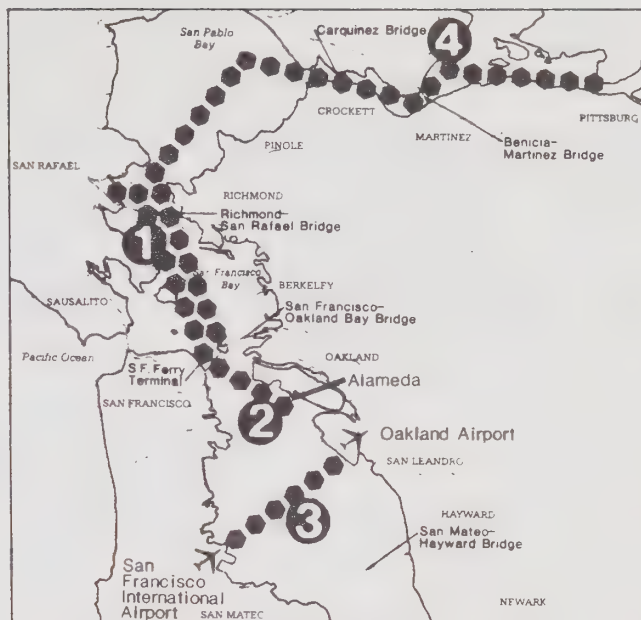 San Pablo
Bay
Carquinez Bridge
4
CROCKETT
PITTSBURG
MARTINEZ
Benicia-
Martinez Bridge
PINOLE
SAN RAFAEL
RICHMOND
Richmond-
San Rafael Bridge
1
San Francisco
Bay
BERKELFY
SAUSALITO
San Francisco-
Oakland Bay Bridge
Pacific Ocean
S.F. Ferry
Terminal
OAKLAND
Alameda
SAN FRANCISCO
2
Oakland Airport
SAN LEANDRO
3
HAYWARD
San Mateo-
Hayward Bridge
San
Francisco
International
Airport
SAN MATEC
NEWARK